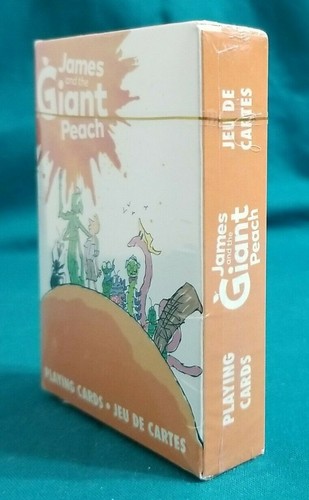 James
and the
Giant
Peach
PLAYING CARDS • JEU DE CARTES
JEU DE
CARTES
James
and the
Giant
Peach
PLAYING
CARDS